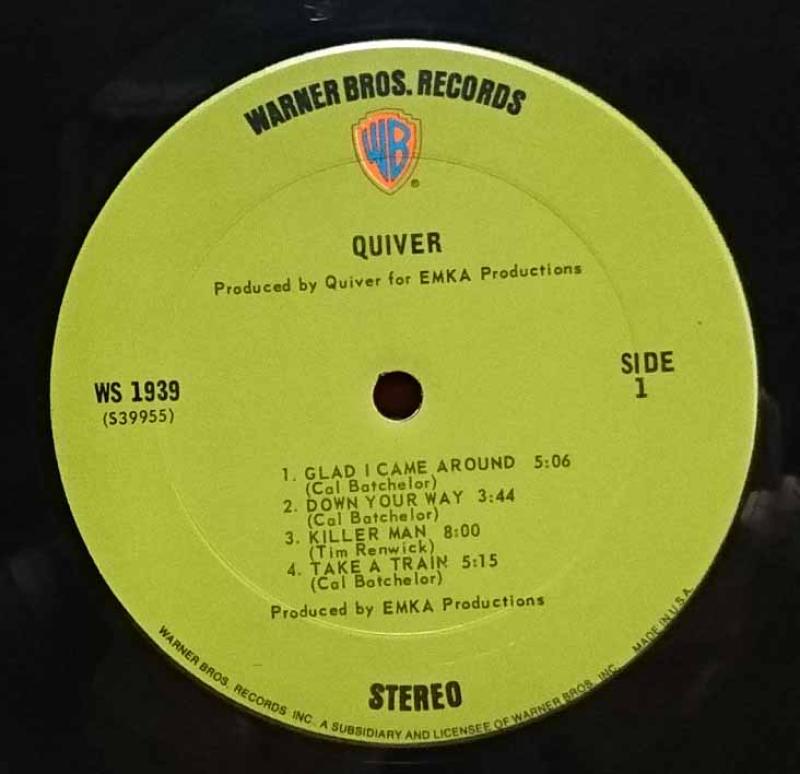 WARNER BROS. RECORDS
WB
®
QUIVER
Produced by Quiver for EMKA Productions
WS 1939
(S39955)
SIDE
1
1. GLAD I CAME AROUND 5:06
(Cal Batchelor)
2. DOWN YOUR WAY 3:44
(Cal Batchelor)
3. KILLER MAN 8:00
(Tim Renwick)
4. TAKE A TRAIN 5:15
(Cal Batchelor)
Produced by EMKA Productions
STEREO
WARNER BROS. RECORDS INC. A SUBSIDIARY AND LICENSEE OF WARNER BROS. INC. MADE IN U.S.A.